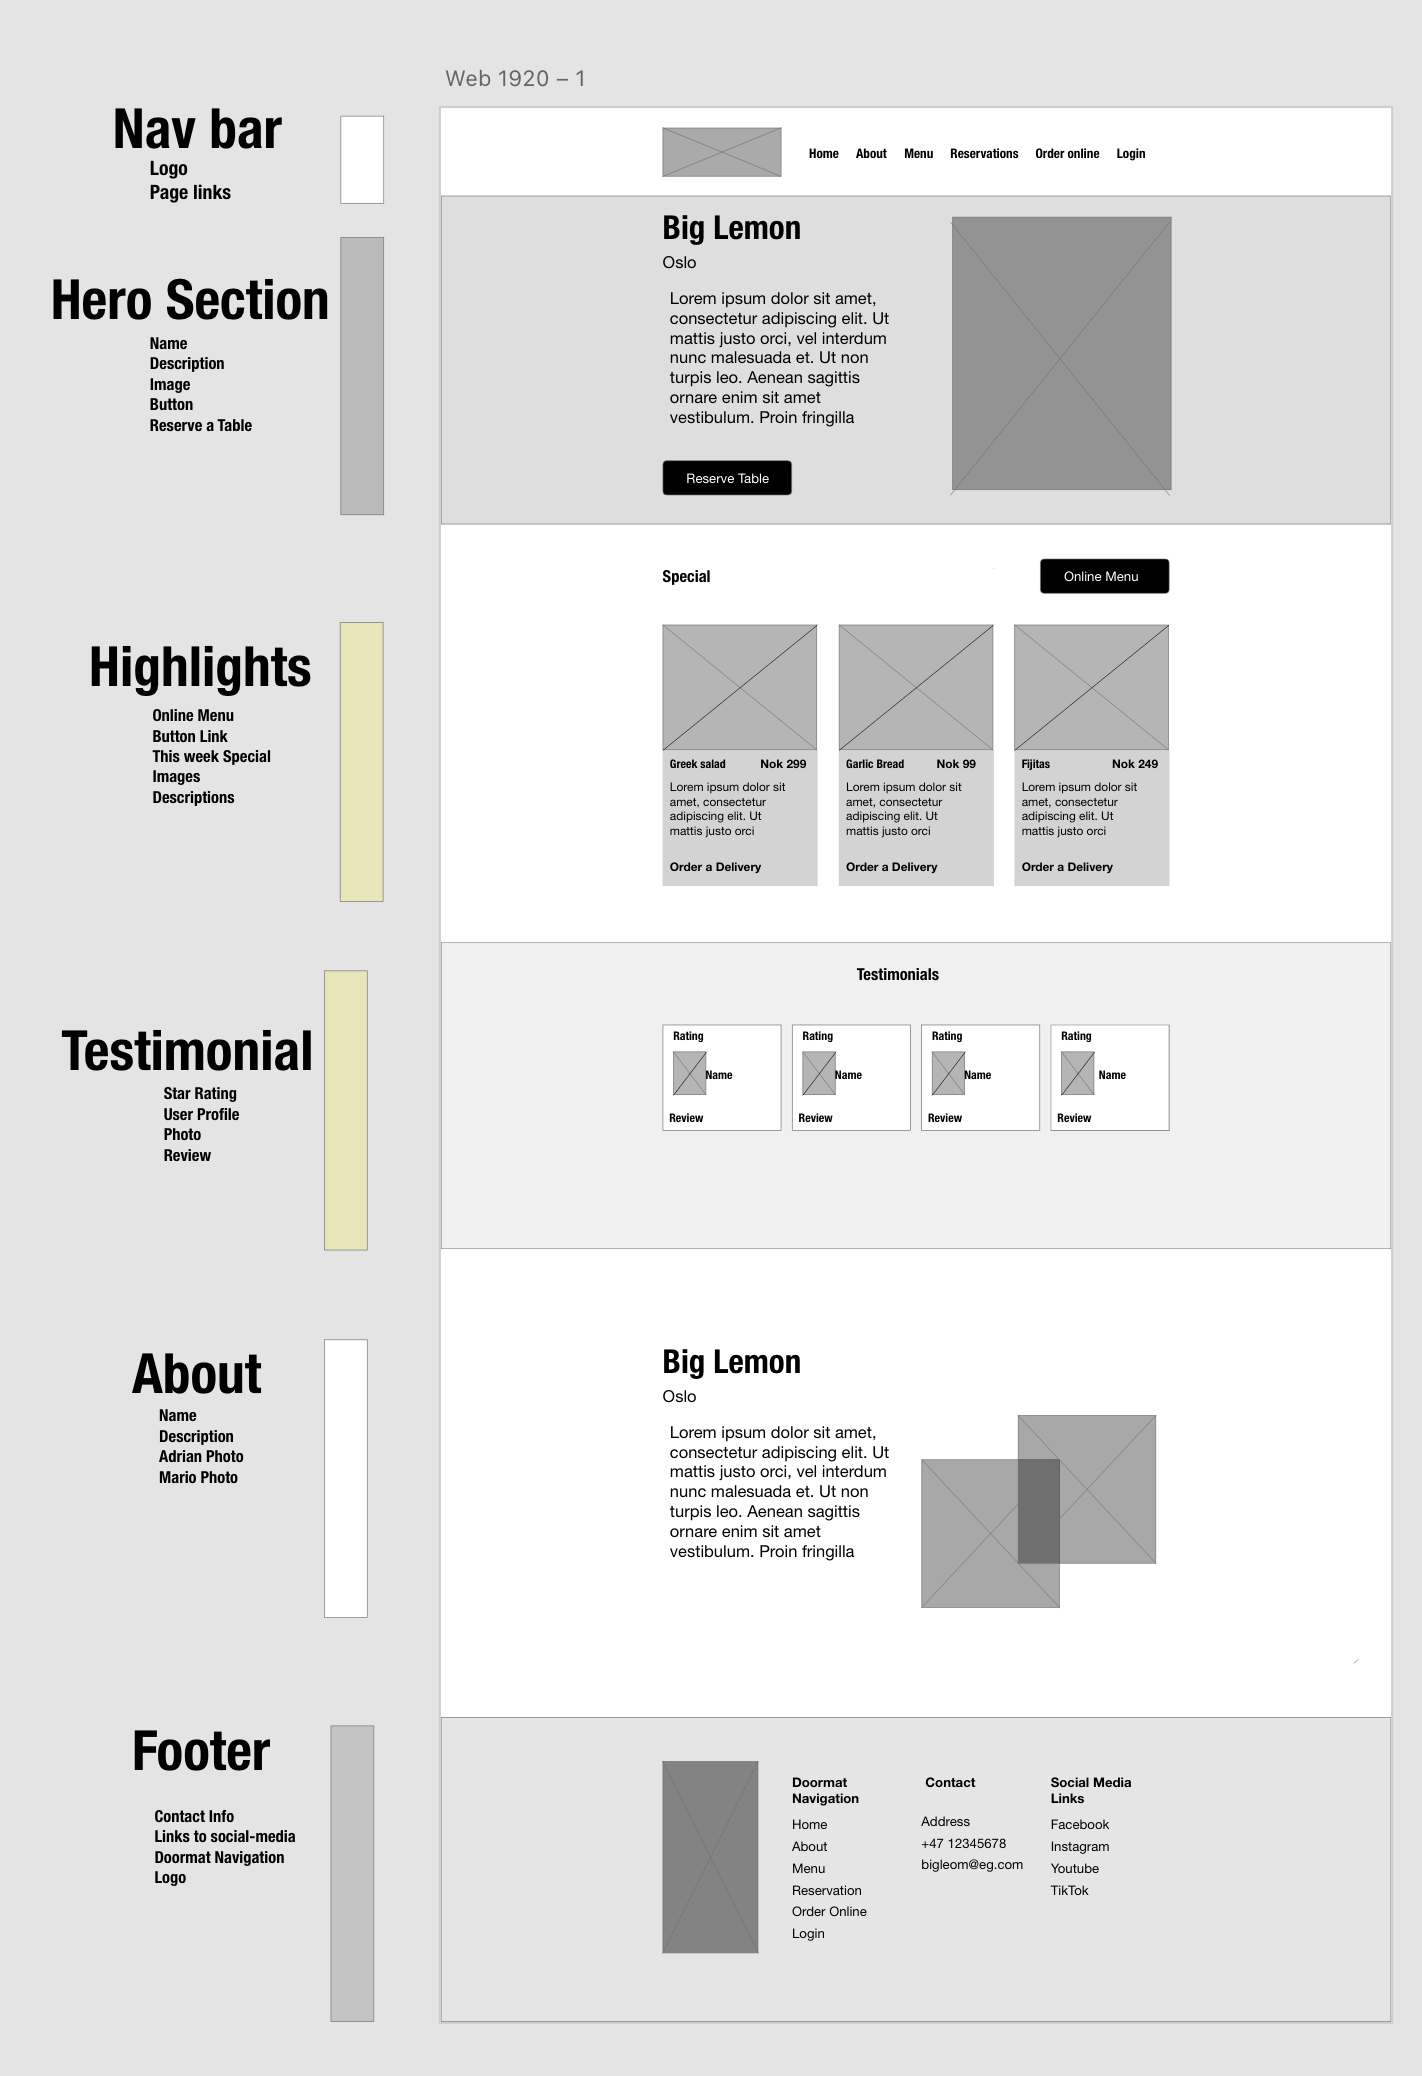 Web 1920 – 1
Nav bar
Logo
Page links
Home About Menu Reservations Order online Login
Hero Section
Name
Description
Image
Button
Reserve a Table
Big Lemon
Oslo
Lorem ipsum dolor sit amet,
consectetur adipiscing elit. Ut
mattis justo orci, vel interdum
nunc malesuada et. Ut non
turpis leo. Aenean sagittis
ornare enim sit amet
vestibulum. Proin fringilla
Reserve Table
Highlights
Online Menu
Button Link
This week Special
Images
Descriptions
Special
Online Menu
Greek salad Nok 299
Lorem ipsum dolor sit
amet, consectetur
adipiscing elit. Ut
mattis justo orci
Order a Delivery
Garlic Bread Nok 99
Lorem ipsum dolor sit
amet, consectetur
adipiscing elit. Ut
mattis justo orci
Order a Delivery
Fijitas Nok 249
Lorem ipsum dolor sit
amet, consectetur
adipiscing elit. Ut
mattis justo orci
Order a Delivery
Testimonial
Star Rating
User Profile
Photo
Review
Testimonials
Rating
Name
Review
Rating
Name
Review
Rating
Name
Review
Rating
Name
Review
About
Name
Description
Adrian Photo
Mario Photo
Big Lemon
Oslo
Lorem ipsum dolor sit amet,
consectetur adipiscing elit. Ut
mattis justo orci, vel interdum
nunc malesuada et. Ut non
turpis leo. Aenean sagittis
ornare enim sit amet
vestibulum. Proin fringilla
Footer
Contact Info
Links to social-media
Doormat Navigation
Logo
Doormat
Navigation
Home
About
Menu
Reservation
Order Online
Login
Contact
Address
+47 12345678
bigleom@eg.com
Social Media
Links
Facebook
Instagram
Youtube
TikTok